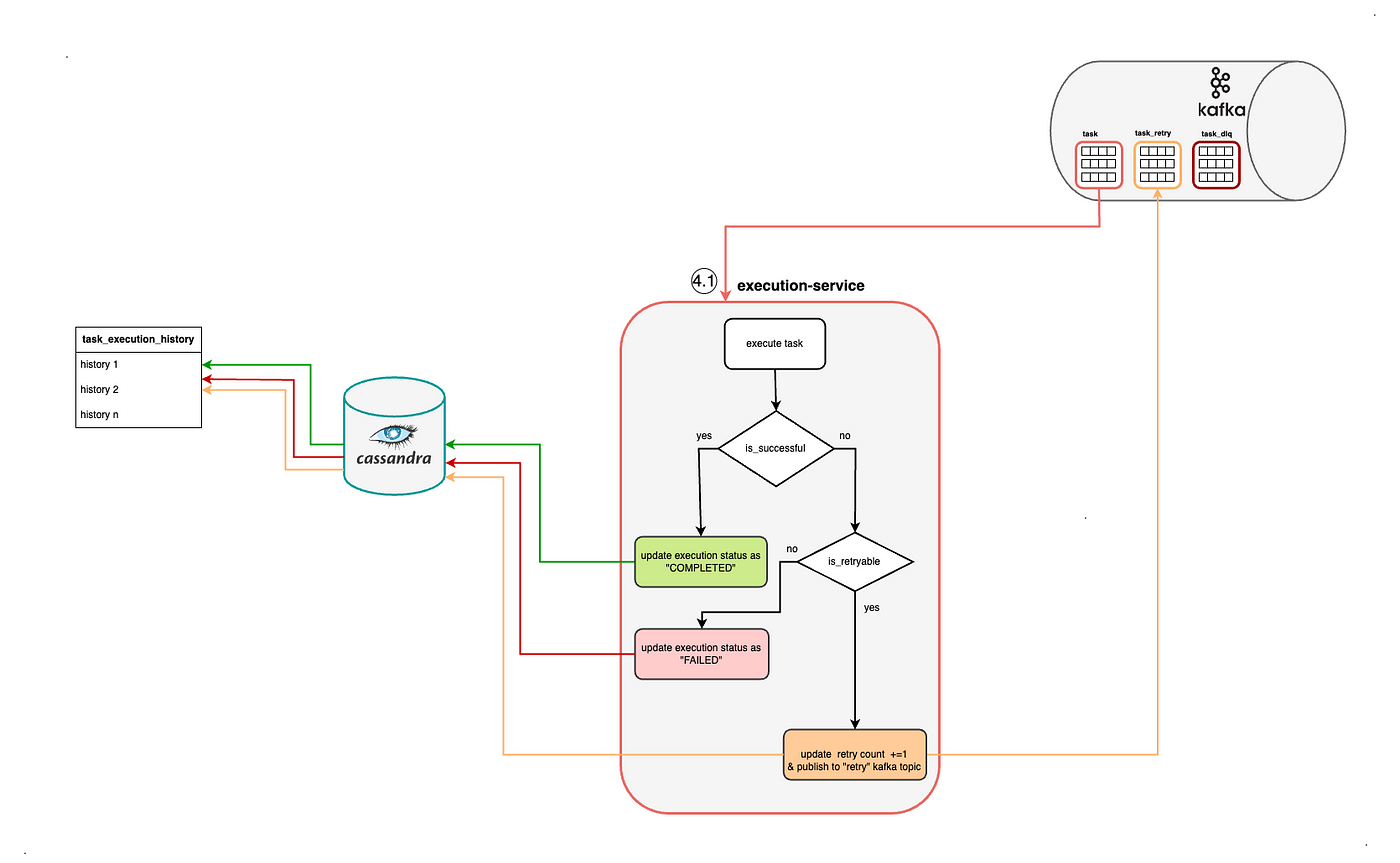 kafka
task
task_retry
task_dlq
4.1
execution-service
execute task
task_execution_history
history 1
history 2
history n
cassandra
yes
is_successful
no
update execution status as
"COMPLETED"
no
is_retryable
yes
update execution status as
"FAILED"
update retry count +=1
& publish to "retry" kafka topic